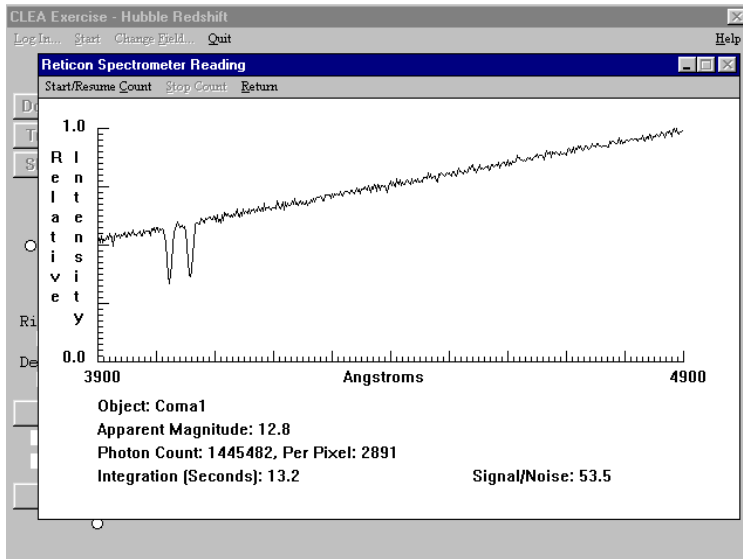 CLEA Exercise - Hubble Redshift
Log In... Start Change Field... Quit Help
Reticon Spectrometer Reading
Start/Resume Count Stop Count Return
1.0
Relative Intensity
0.0
3900 Angstroms 4900
Object: Coma1
Apparent Magnitude: 12.8
Photon Count: 1445482, Per Pixel: 2891
Integration (Seconds): 13.2 Signal/Noise: 53.5